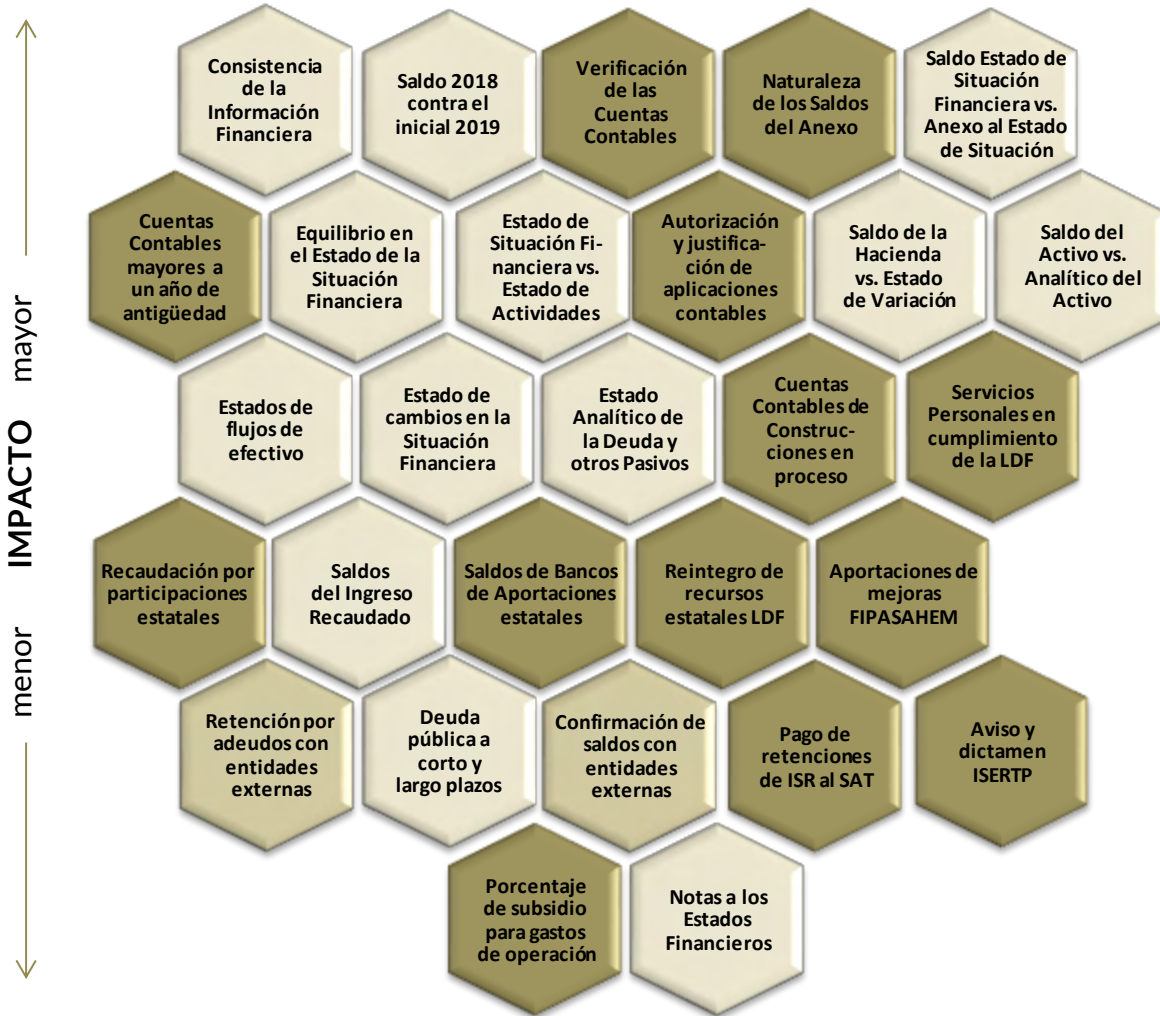 Consistencia
de la
Información
Financiera
Saldo 2018
contra el
inicial 2019
Verificación
de las
Cuentas
Contables
Naturaleza
de los Saldos
del Anexo
Saldo Estado de
Situación
Financiera vs.
Anexo al Estado
de Situación
Cuentas
Contables
mayores a
un año de
antigüedad
Equilibrio en
el Estado de la
Situación
Financiera
Estado de
Situación Fi-
nanciera vs.
Estado de
Actividades
Autorización
y justifica-
ción de
aplicaciones
contables
Saldo de la
Hacienda
vs. Estado
de Variación
Saldo del
Activo vs.
Analítico del
Activo
Estados de
flujos de
efectivo
Estado de
cambios en la
Situación
Financiera
Estado
Analítico de
la Deuda y
otros Pasivos
Cuentas
Contables de
Construc-
ciones en
proceso
Servicios
Personales en
cumplimiento
de la LDF
Recaudación por
participaciones
estatales
Saldos
del Ingreso
Recaudado
Saldos de Bancos
de Aportaciones
estatales
Reintegro de
recursos
estatales LDF
Aportaciones de
mejoras
FIPASAHEM
Retención por
adeudos con
entidades
externas
Deuda
pública a
corto y
largo plazos
Confirmación de
saldos con
entidades
externas
Pago de
retenciones
de ISR al SAT
Aviso y
dictamen
ISERTP
Porcentaje
de subsidio
para gastos
de operación
Notas a los
Estados
Financieros
menor IMPACTO mayor